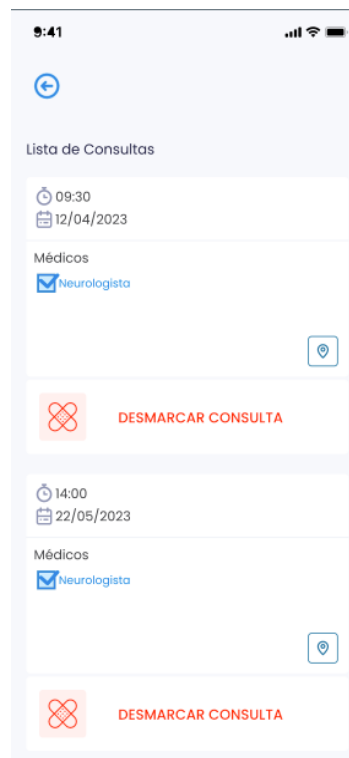 9:41
Lista de Consultas
09:30
12/04/2023
Médicos
Neurologista
DESMARCAR CONSULTA
14:00
22/05/2023
Médicos
Neurologista
DESMARCAR CONSULTA